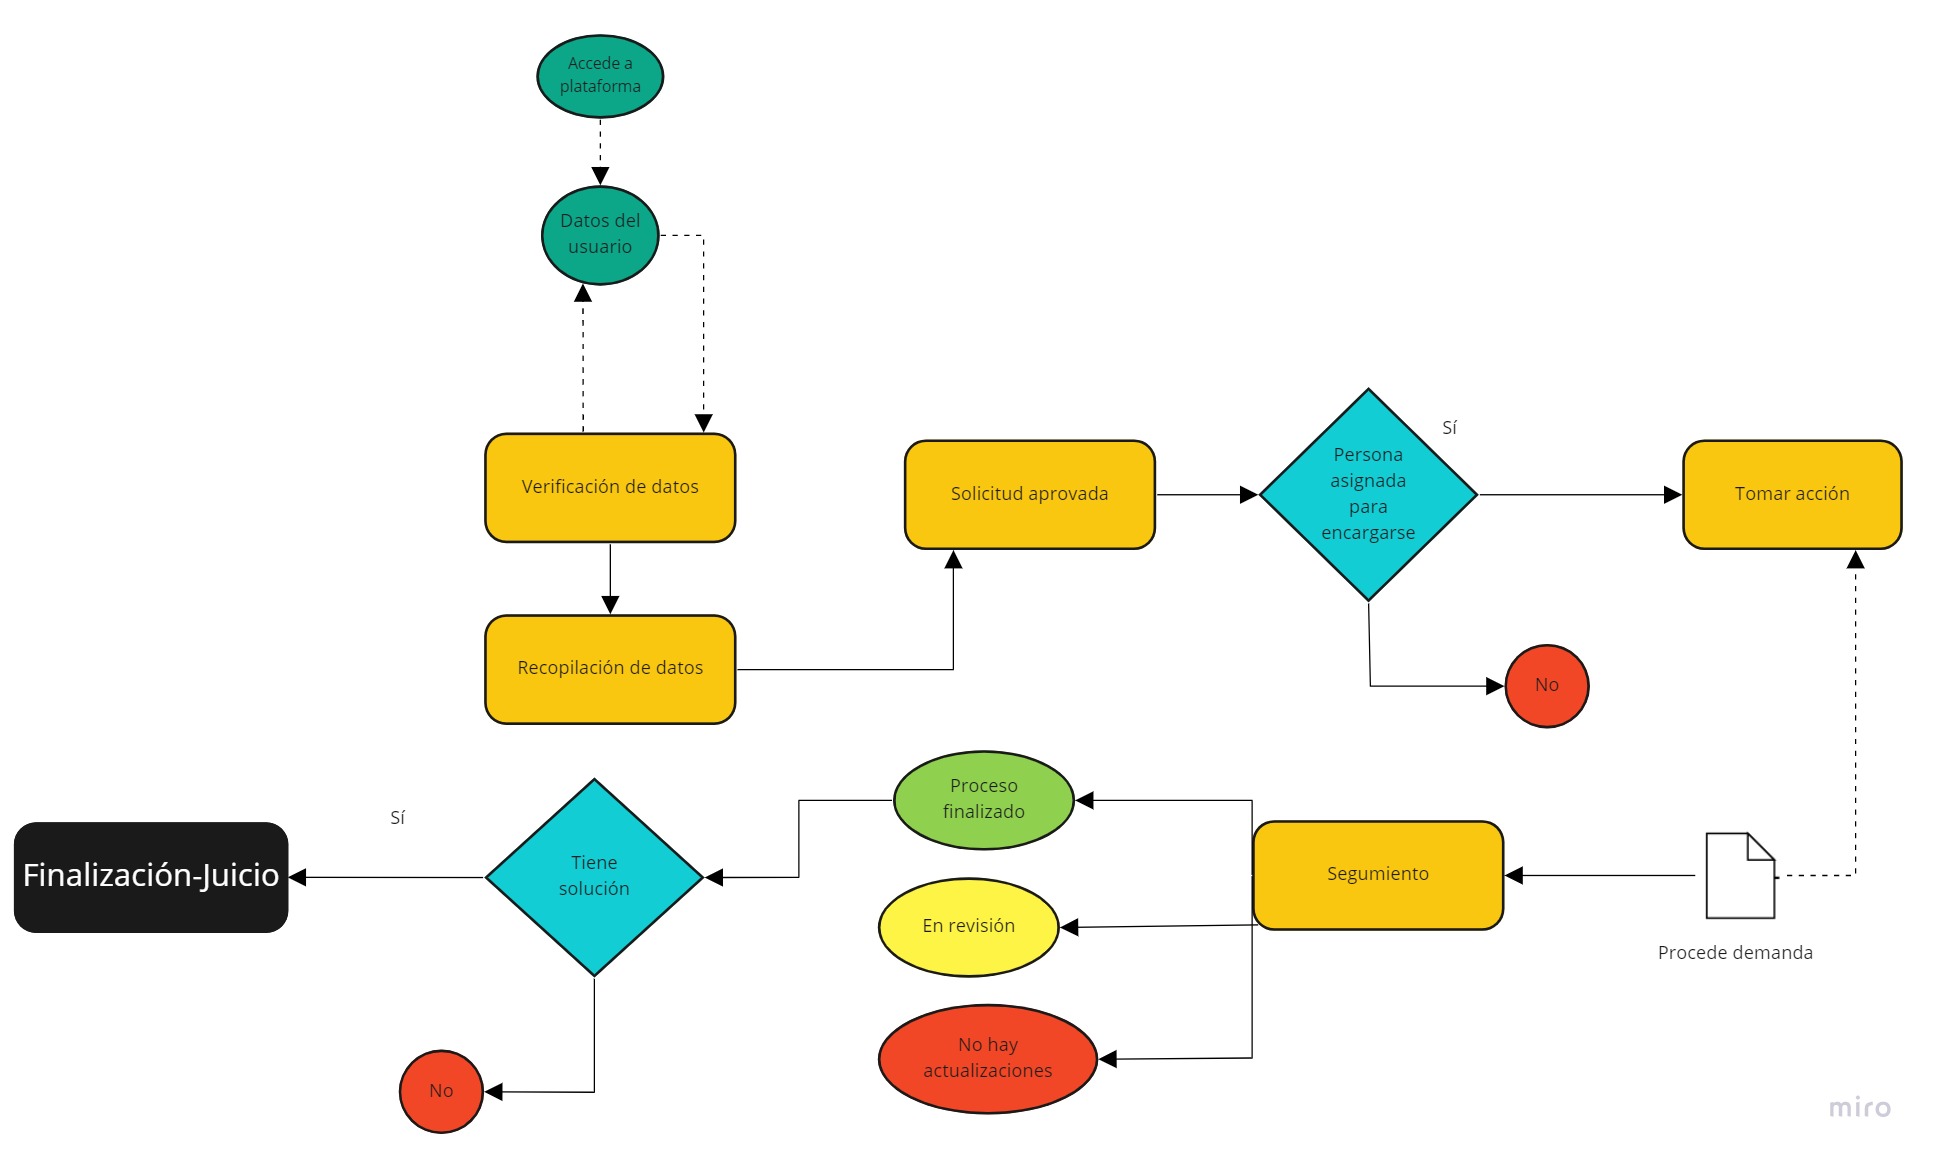 Accede a
plataforma
Datos del
usuario
Verificación de datos
Recopilación de datos
Solicitud aprovada
Persona
asignada
para
encargarse
Sí
Tomar acción
No
Procede demanda
Segumiento
Proceso
finalizado
En revisión
No hay
actualizaciones
Tiene
solución
Sí
Finalización-Juicio
No
miro